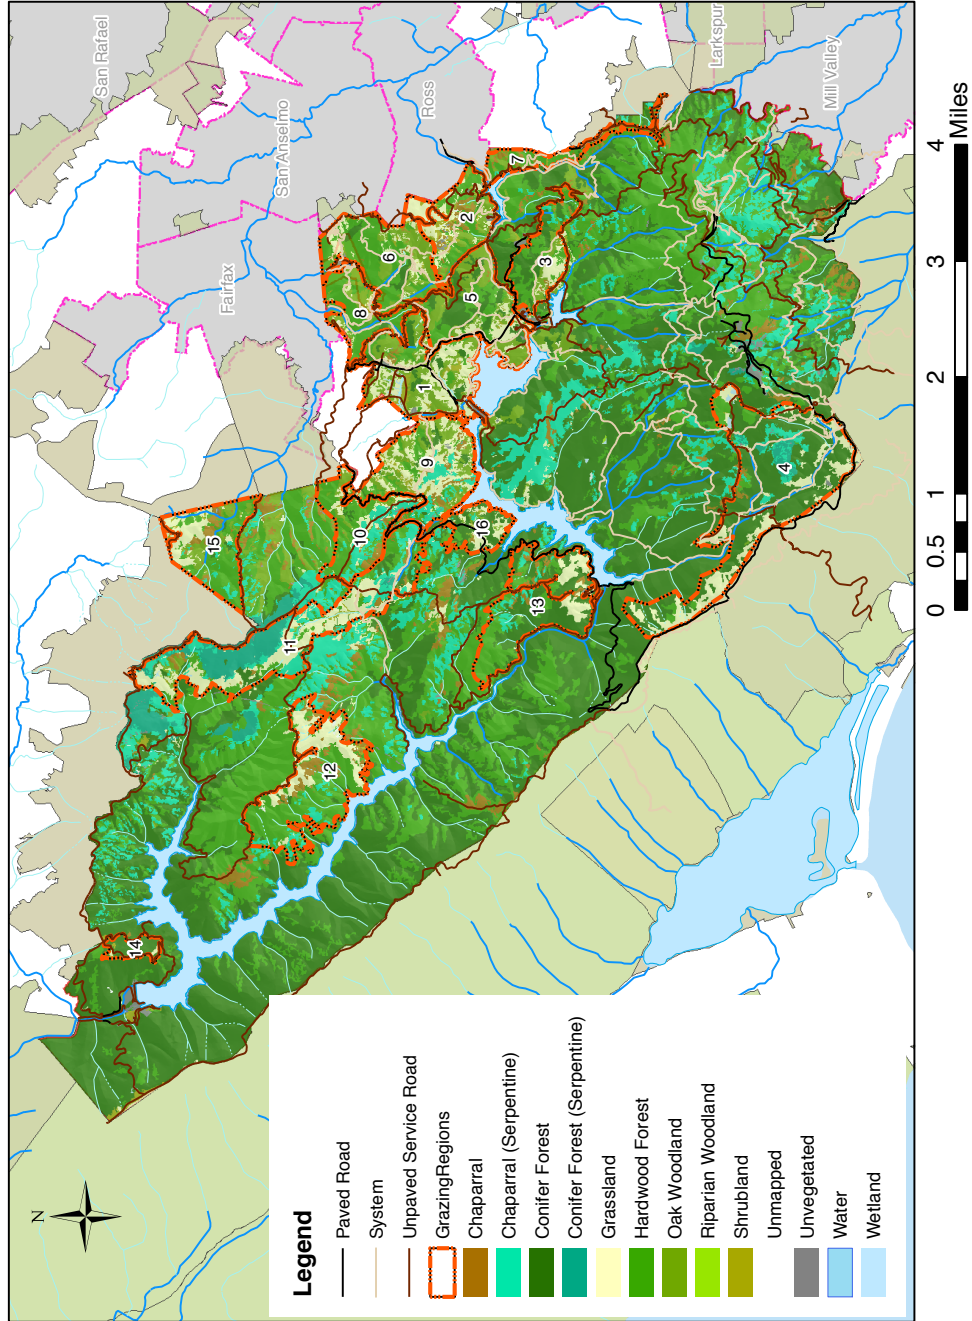 San Rafael
San Anselmo
Ross
Larkspur
Mill Valley
Fairfax
1
2
3
4
5
6
7
8
9
10
11
12
13
14
15
16
N
Legend
Paved Road
System
Unpaved Service Road
GrazingRegions
Chaparral
Chaparral (Serpentine)
Conifer Forest
Conifer Forest (Serpentine)
Grassland
Hardwood Forest
Oak Woodland
Riparian Woodland
Shrubland
Unmapped
Unvegetated
Water
Wetland
0 0.5 1 2 3 4
Miles